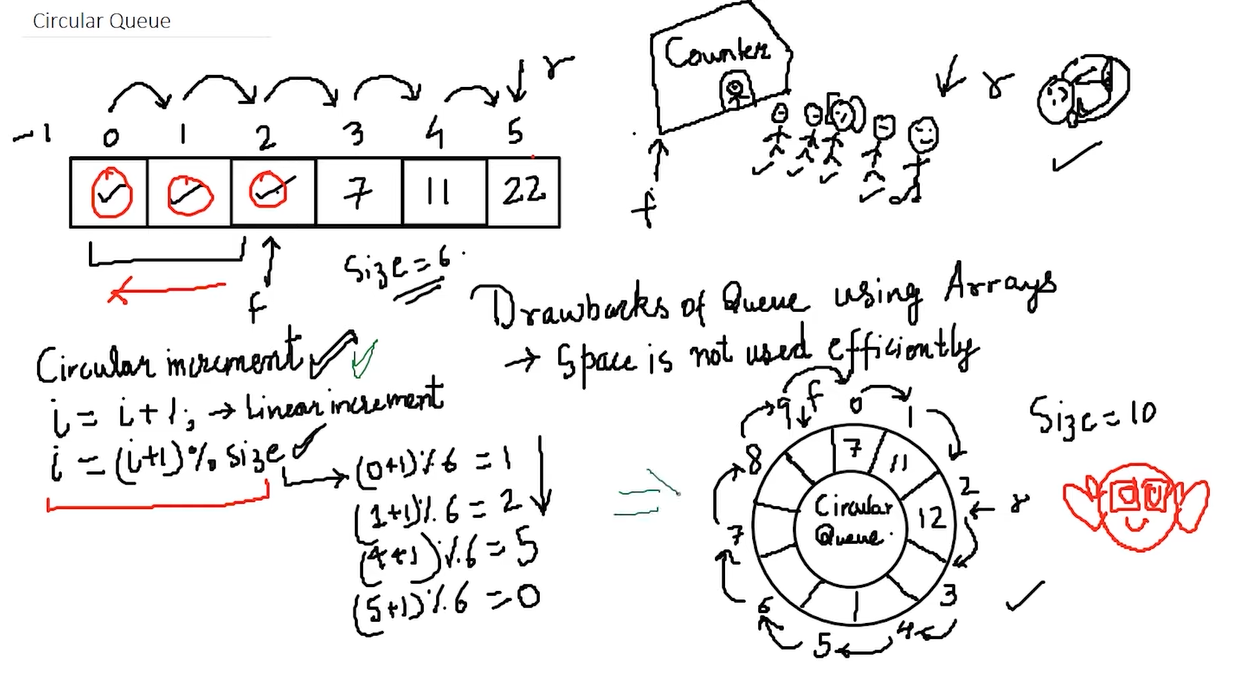 Circular Queue
r
-1 0 1 2 3 4 5
7 11 22
f
Size = 6
Counter
f
r
Drawbacks of Queue using Arrays
→ Space is not used efficiently
Circular increment
i = i+1; → Linear increment
i = (i+1) % size
(0+1) % 6 = 1
(1+1) % 6 = 2
(4+1) % 6 = 5
(5+1) % 6 = 0
Size = 10
f
0 1 2 3 4 5 6 7 8 9
7 11 12
r
Circular
Queue